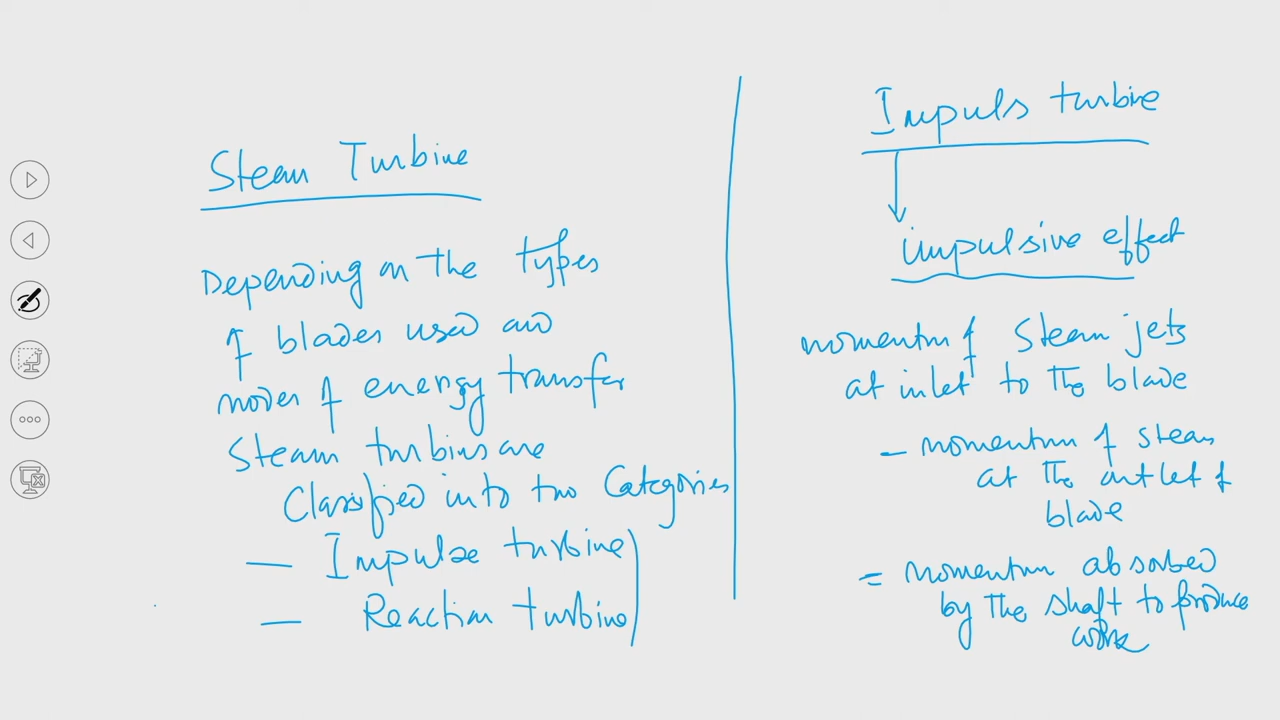 Steam Turbine
Depending on the types
of blades used and
modes of energy transfer
Steam turbines are
Classified into two Categories
— Impulse turbine
— Reaction turbine
Impuls turbine
impulsive effect
momentum of Steam jets
at inlet to the blade
- momentum of steam
at the outlet of
blade
= momentum absorbed
by the shaft to produce
work